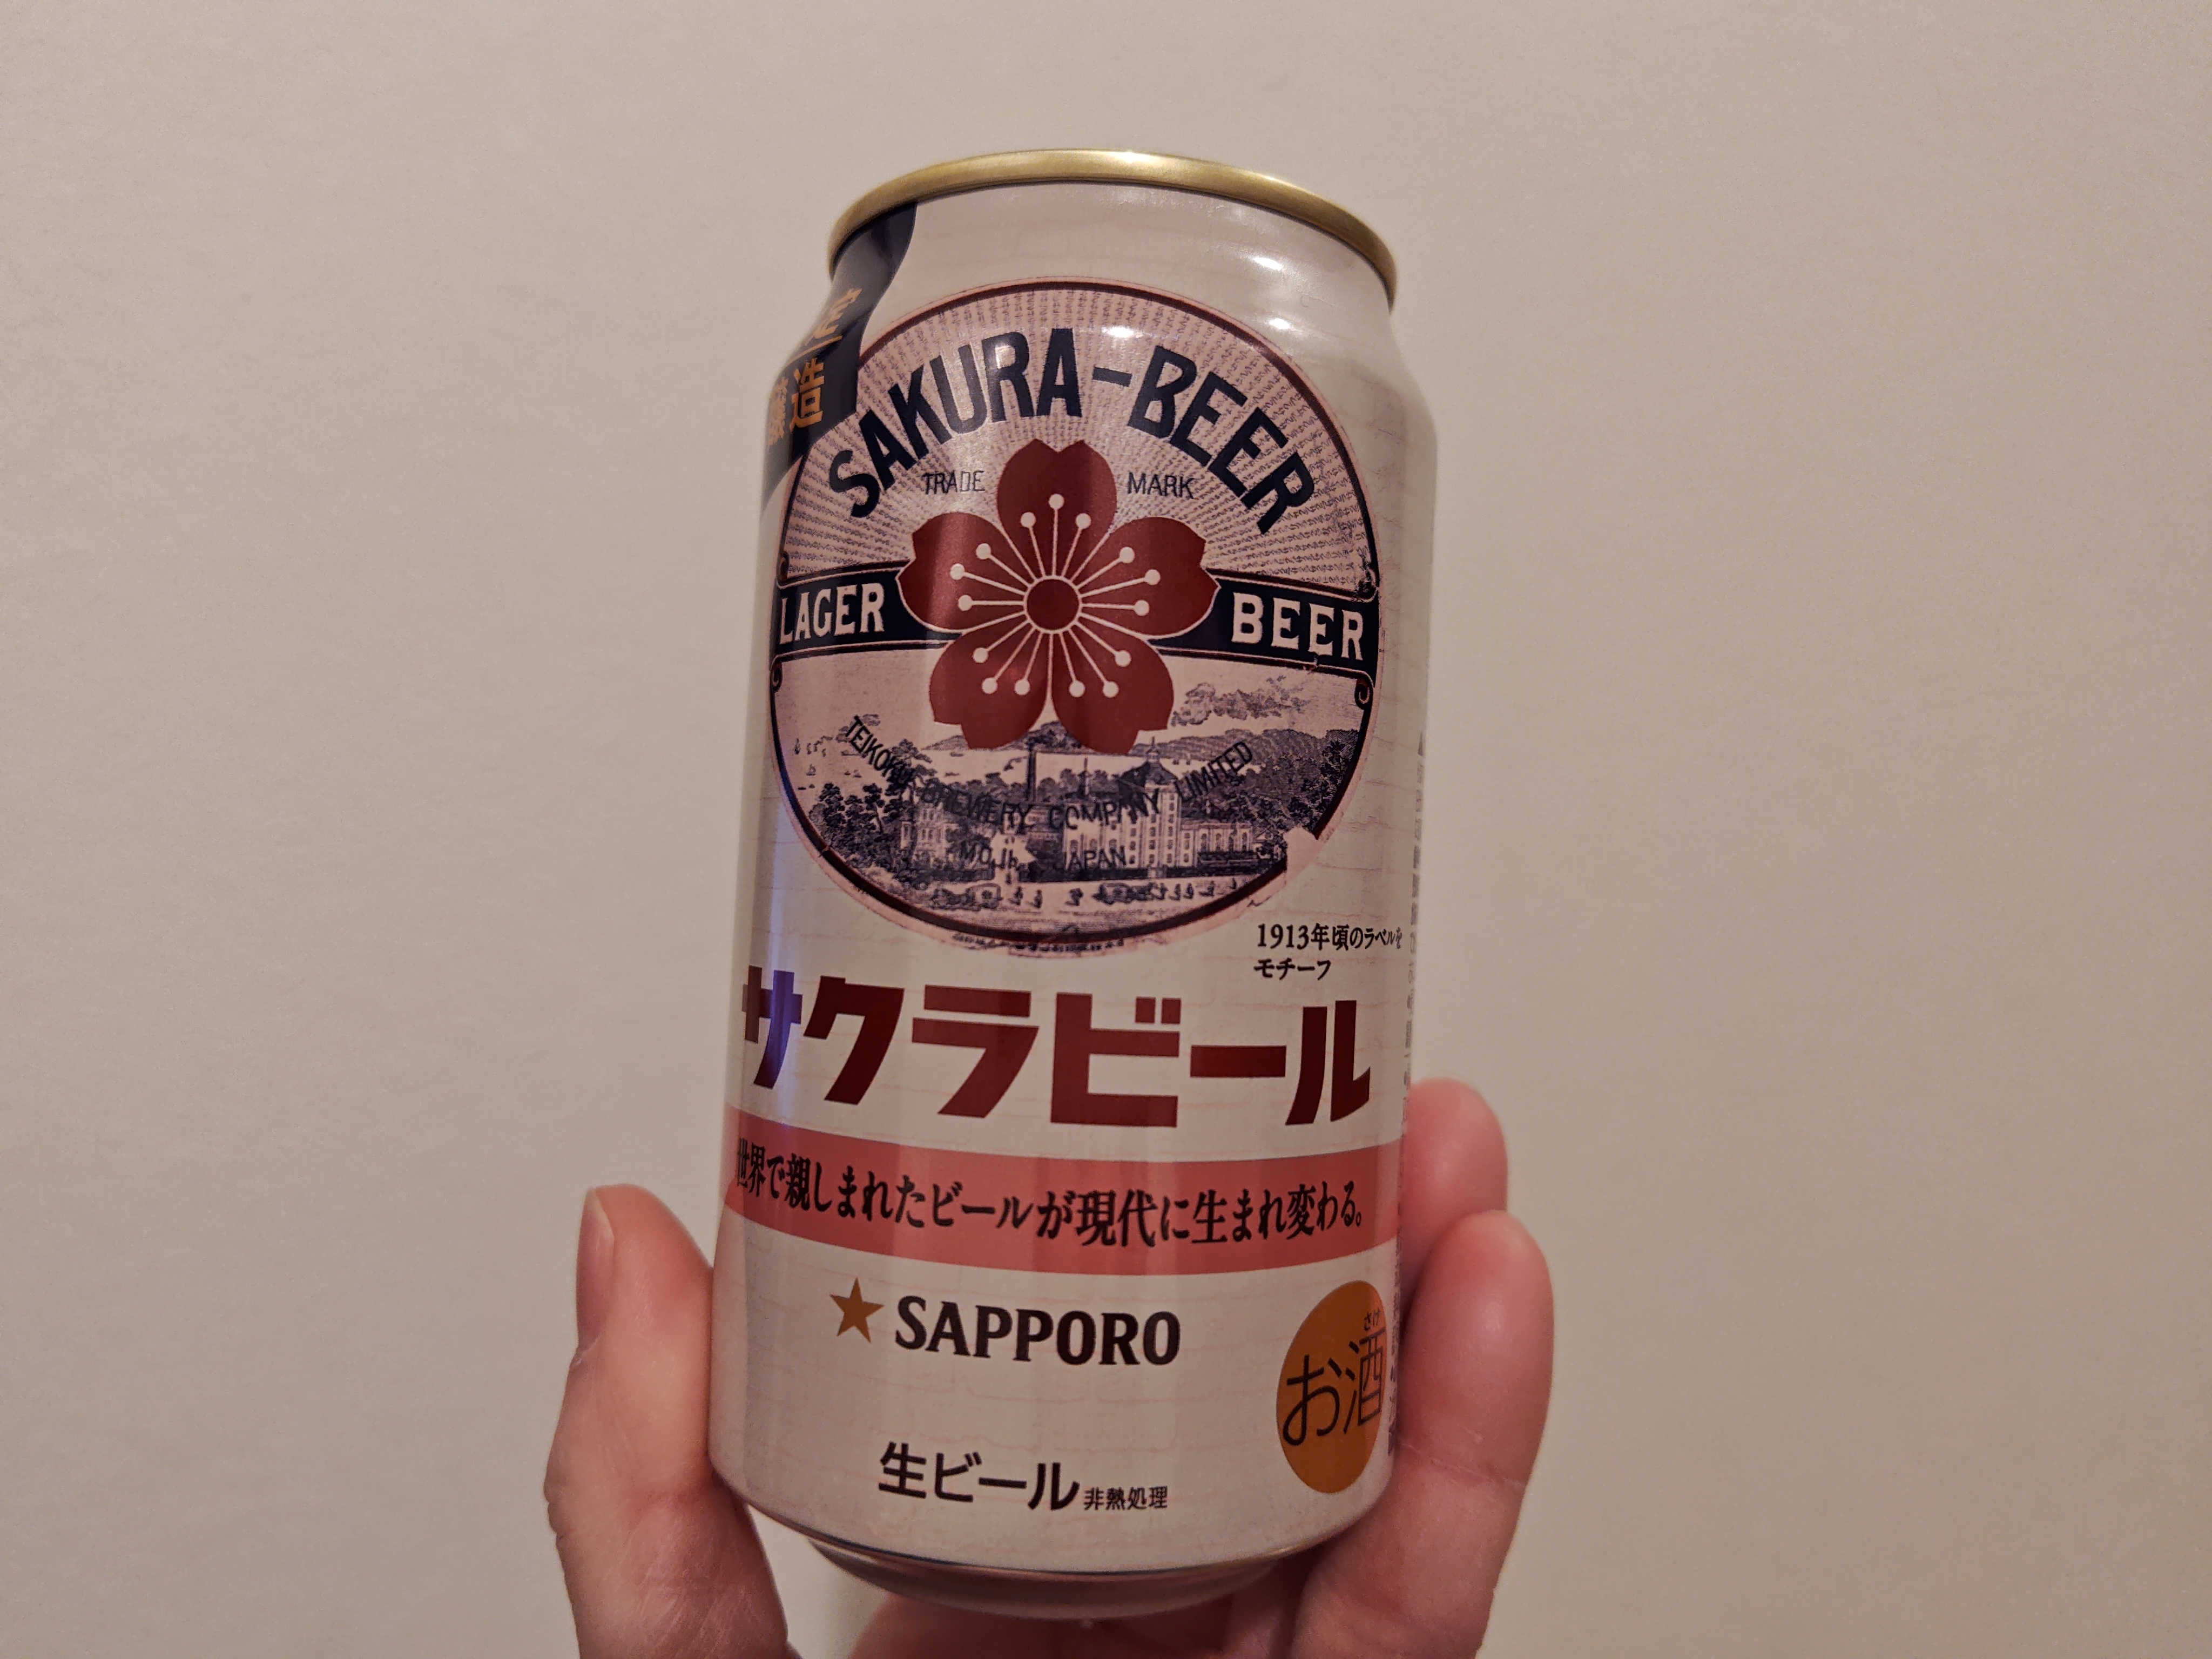 定
醸造
SAKURA-BEER
TRADE MARK
LAGER BEER
TEIKOKU BREWERY COMPANY LIMITED
1913年頃のラベルを
モチーフ
サクラビール
世界で親しまれたビールが現代に生まれ変わる。
SAPPORO
さけ
お酒
生ビール 非熱処理